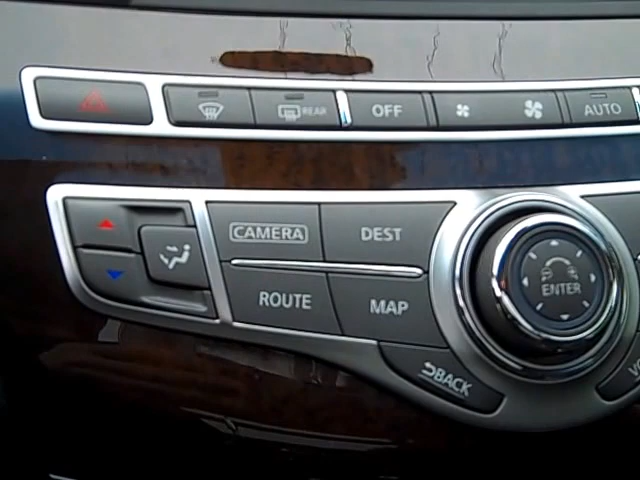 REAR OFF AUTO
CAMERA DEST
ROUTE MAP
ENTER
BACK